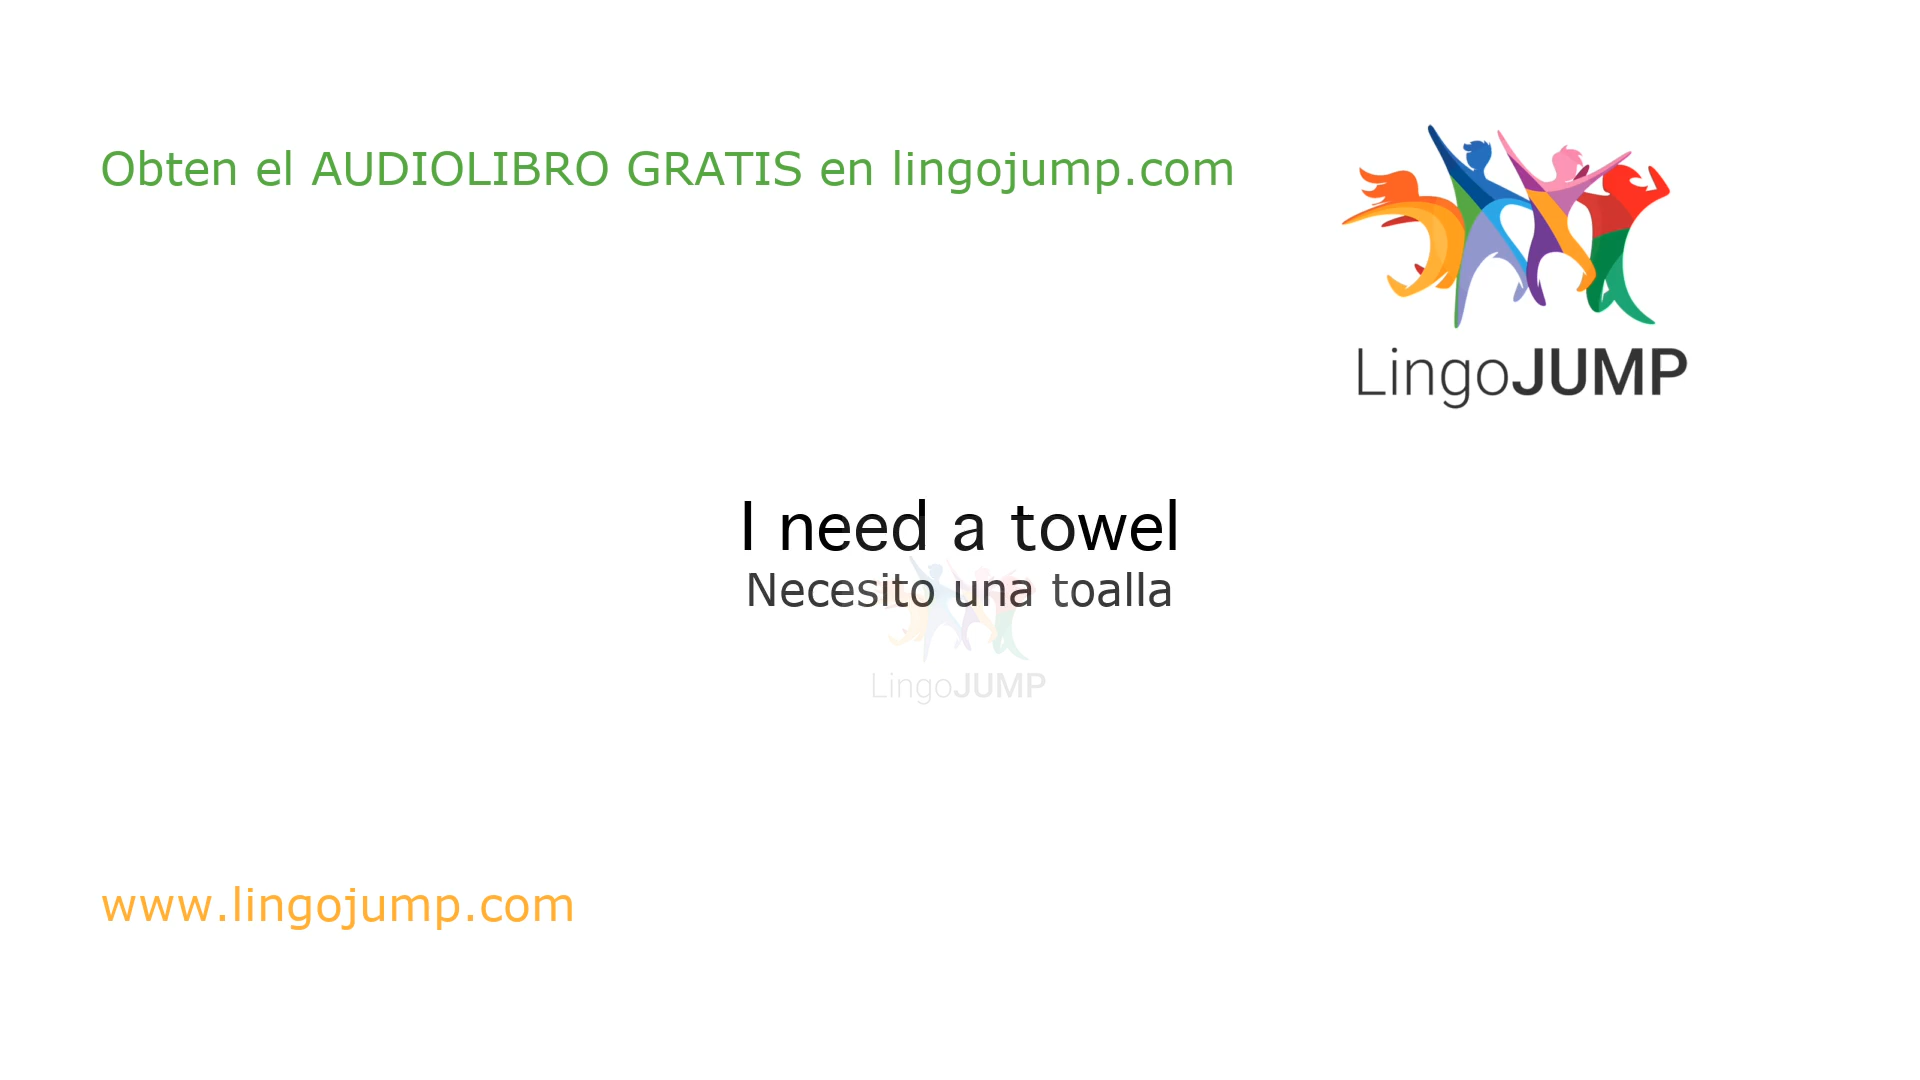 Obten el AUDIOLIBRO GRATIS en lingojump.com
LingoJUMP
I need a towel
Necesito una toalla
LingoJUMP
www.lingojump.com